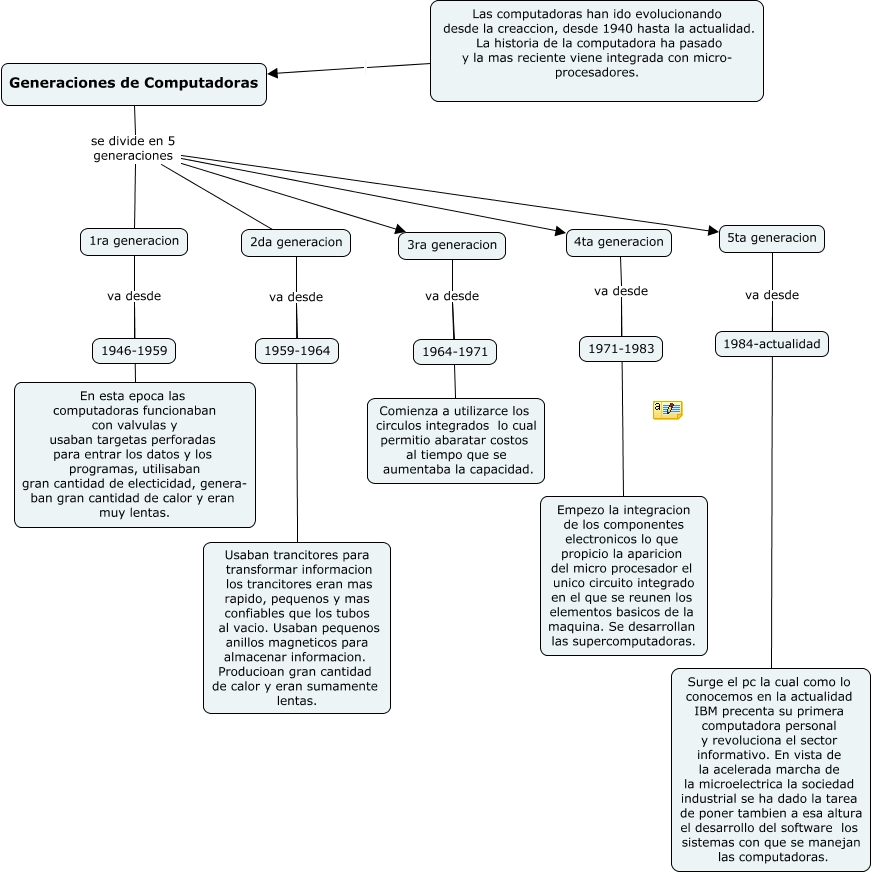 Las computadoras han ido evolucionando
desde la creaccion, desde 1940 hasta la actualidad.
La historia de la computadora ha pasado
y la mas reciente viene integrada con micro-
procesadores.
Generaciones de Computadoras
se divide en 5
generaciones
1ra generacion
2da generacion
3ra generacion
4ta generacion
5ta generacion
va desde
va desde
va desde
va desde
va desde
1946-1959
1959-1964
1964-1971
1971-1983
1984-actualidad
En esta epoca las
computadoras funcionaban
con valvulas y
usaban targetas perforadas
para entrar los datos y los
programas, utilisaban
gran cantidad de electicidad, genera-
ban gran cantidad de calor y eran
muy lentas.
Usaban trancitores para
transformar informacion
los trancitores eran mas
rapido, pequenos y mas
confiables que los tubos
al vacio. Usaban pequenos
anillos magneticos para
almacenar informacion.
Producioan gran cantidad
de calor y eran sumamente
lentas.
Comienza a utilizarce los
circulos integrados lo cual
permitio abaratar costos
al tiempo que se
aumentaba la capacidad.
a
Empezo la integracion
de los componentes
electronicos lo que
propicio la aparicion
del micro procesador el
unico circuito integrado
en el que se reunen los
elementos basicos de la
maquina. Se desarrollan
las supercomputadoras.
Surge el pc la cual como lo
conocemos en la actualidad
IBM precenta su primera
computadora personal
y revoluciona el sector
informativo. En vista de
la acelerada marcha de
la microelectrica la sociedad
industrial se ha dado la tarea
de poner tambien a esa altura
el desarrollo del software los
sistemas con que se manejan
las computadoras.